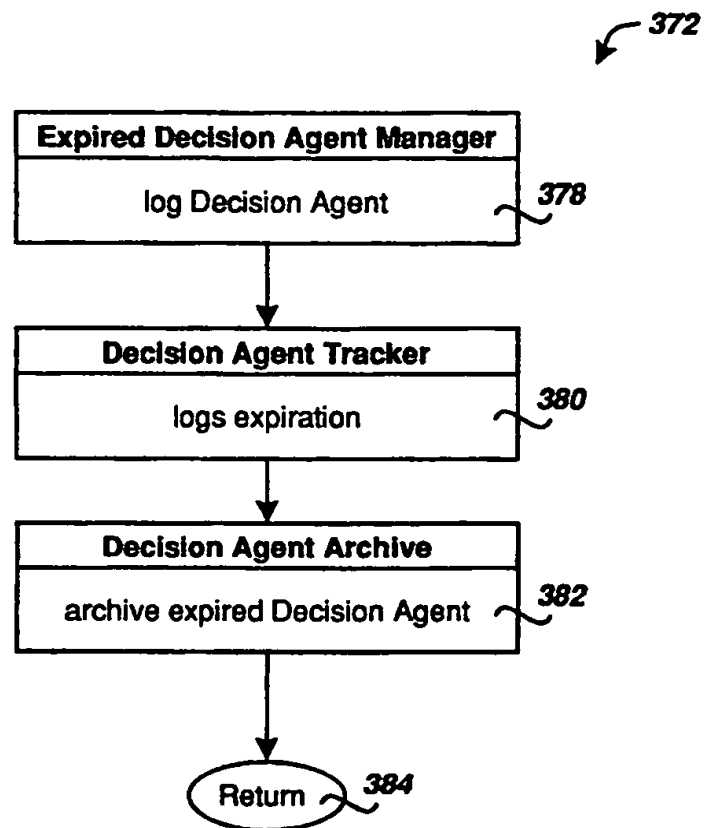 372
Expired Decision Agent Manager
log Decision Agent
378
Decision Agent Tracker
logs expiration
380
Decision Agent Archive
archive expired Decision Agent
382
Return
384